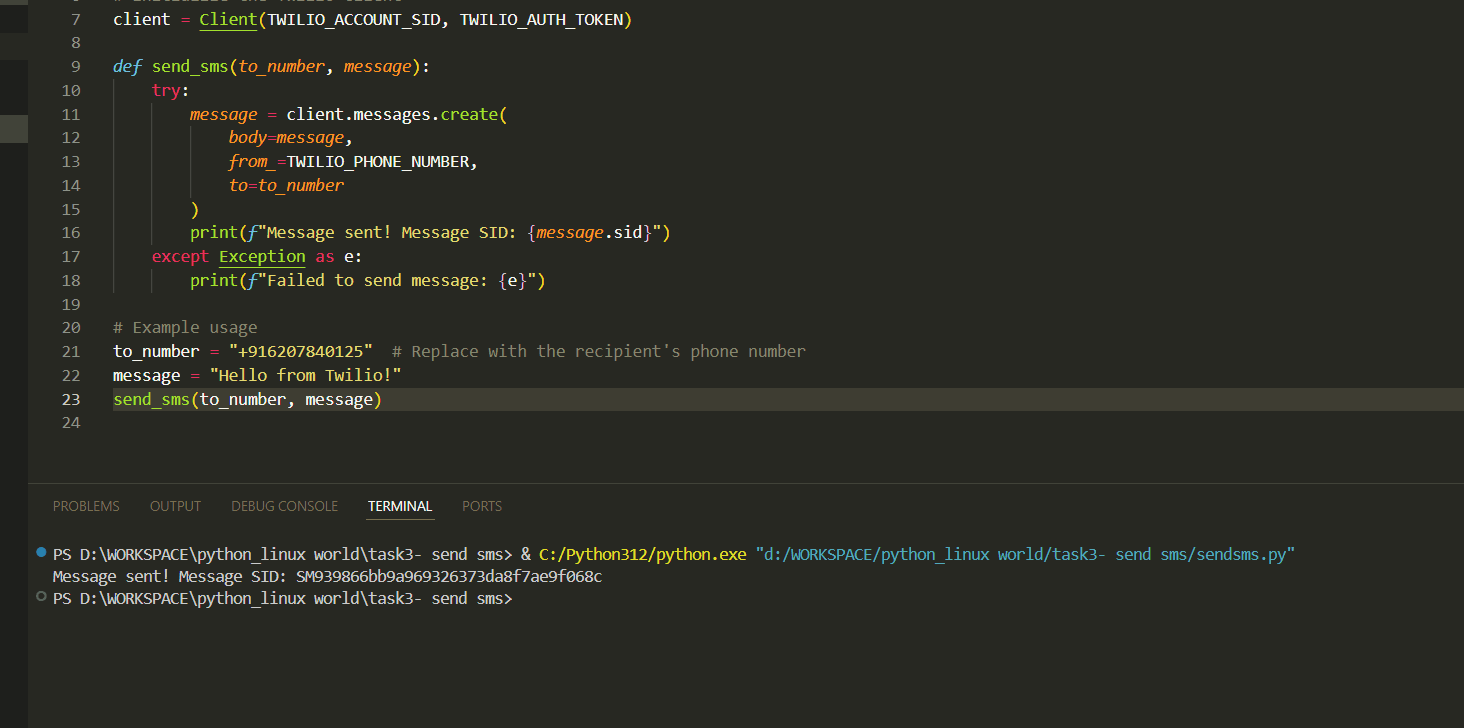 7 client = Client(TWILIO_ACCOUNT_SID, TWILIO_AUTH_TOKEN)
8
9 def send_sms(to_number, message):
10     try:
11         message = client.messages.create(
12             body=message,
13             from_=TWILIO_PHONE_NUMBER,
14             to=to_number
15         )
16         print(f"Message sent! Message SID: {message.sid}")
17     except Exception as e:
18         print(f"Failed to send message: {e}")
19
20 # Example usage
21 to_number = "+916207840125"  # Replace with the recipient's phone number
22 message = "Hello from Twilio!"
23 send_sms(to_number, message)
24
PROBLEMS OUTPUT DEBUG CONSOLE TERMINAL PORTS
PS D:\WORKSPACE\python_linux world\task3- send sms> & C:/Python312/python.exe "d:/WORKSPACE/python_linux world/task3- send sms/sendsms.py"
Message sent! Message SID: SM939866bb9a969326373da8f7ae9f068c
PS D:\WORKSPACE\python_linux world\task3- send sms>